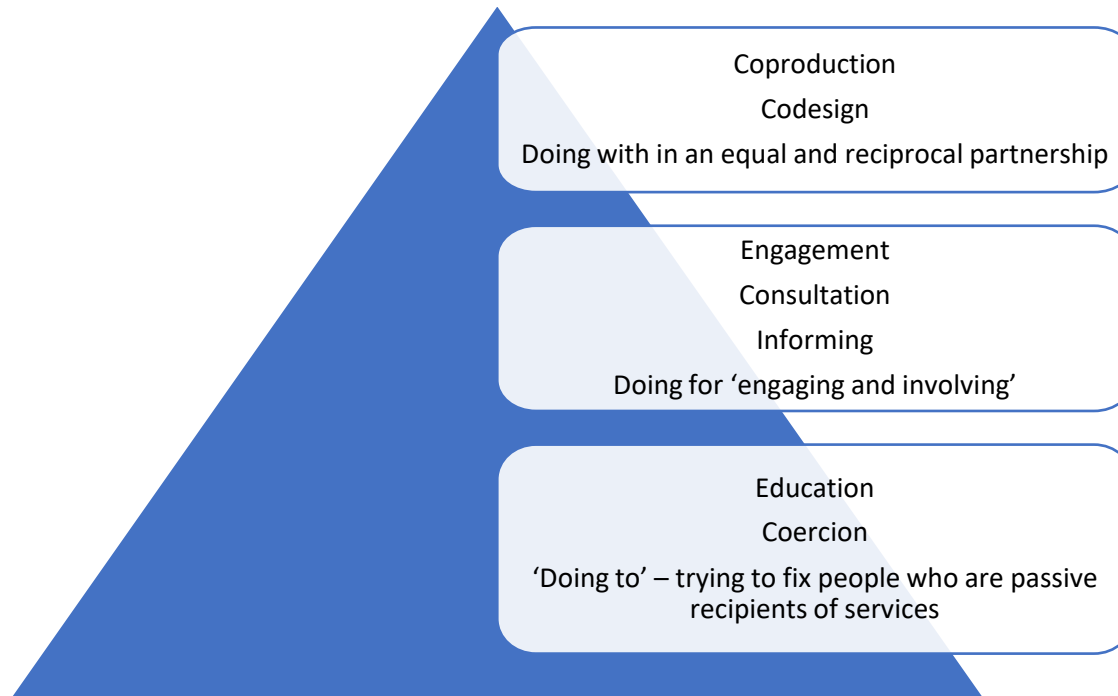 Coproduction
Codesign
Doing with in an equal and reciprocal partnership
Engagement
Consultation
Informing
Doing for ‘engaging and involving’
Education
Coercion
‘Doing to’ – trying to fix people who are passive
recipients of services